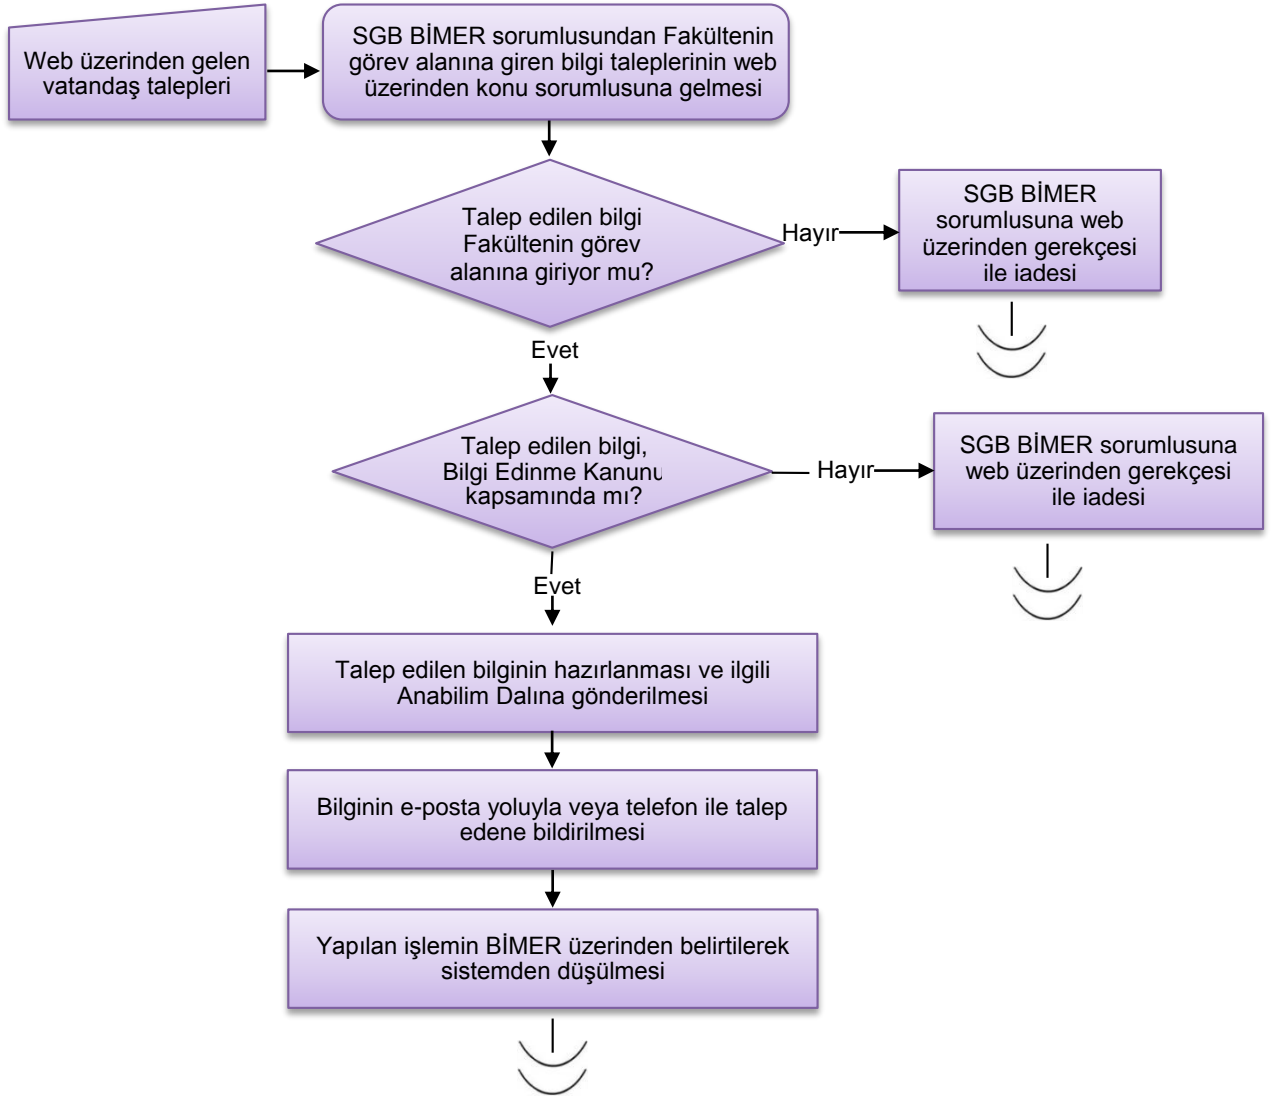 Web üzerinden gelen
vatandaş talepleri
SGB BİMER sorumlusundan Fakültenin
görev alanına giren bilgi taleplerinin web
üzerinden konu sorumlusuna gelmesi
Talep edilen bilgi
Fakültenin görev
alanına giriyor mu?
Hayır
SGB BİMER
sorumlusuna web
üzerinden gerekçesi
ile iadesi
Evet
Talep edilen bilgi,
Bilgi Edinme Kanunu
kapsamında mı?
Hayır
SGB BİMER sorumlusuna
web üzerinden gerekçesi
ile iadesi
Evet
Talep edilen bilginin hazırlanması ve ilgili
Anabilim Dalına gönderilmesi
Bilginin e-posta yoluyla veya telefon ile talep
edene bildirilmesi
Yapılan işlemin BİMER üzerinden belirtilerek
sistemden düşülmesi